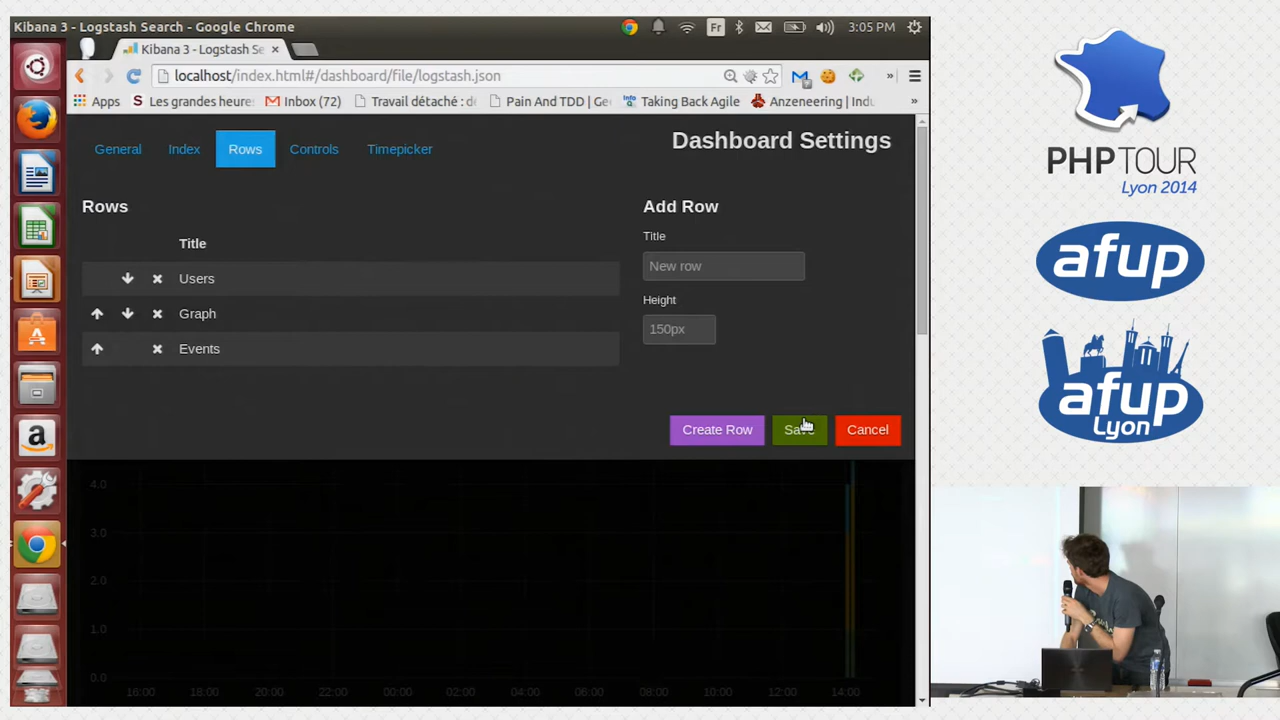 Kibana 3 - Logstash Search - Google Chrome
Fr
3:05 PM
Kibana 3 - Logstash Se
localhost/index.html#/dashboard/file/logstash.json
Apps
Les grandes heure
Inbox (72)
Travail détaché : d
Pain And TDD | Ge
Taking Back Agile
Anzeneering | Ind
»
General
Index
Rows
Controls
Timepicker
Dashboard Settings
Rows
Title
Users
Graph
Events
Add Row
Title
New row
Height
150px
Create Row
Save
Cancel
4.0
3.0
2.0
1.0
0.0
16:00 18:00 20:00 22:00 00:00 02:00 04:00 06:00 08:00 10:00 12:00 14:00
PHP TOUR
Lyon 2014
afup
afup
Lyon